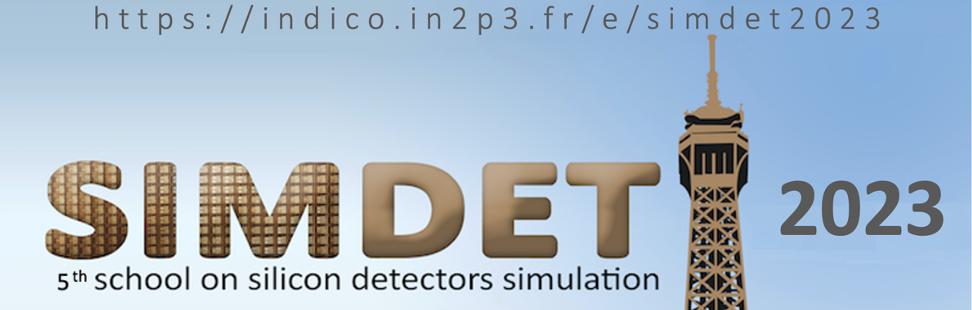 https://indico.in2p3.fr/e/simdet2023
SIMDET 2023
5th school on silicon detectors simulation